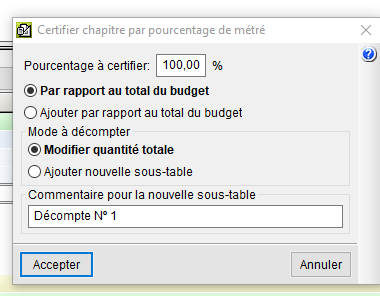 Certifier chapitre par pourcentage de métré
Pourcentage à certifier: 100,00 %
Par rapport au total du budget
Ajouter par rapport au total du budget
Mode à décompter
Modifier quantité totale
Ajouter nouvelle sous-table
Commentaire pour la nouvelle sous-table
Décompte Nº 1
Accepter Annuler